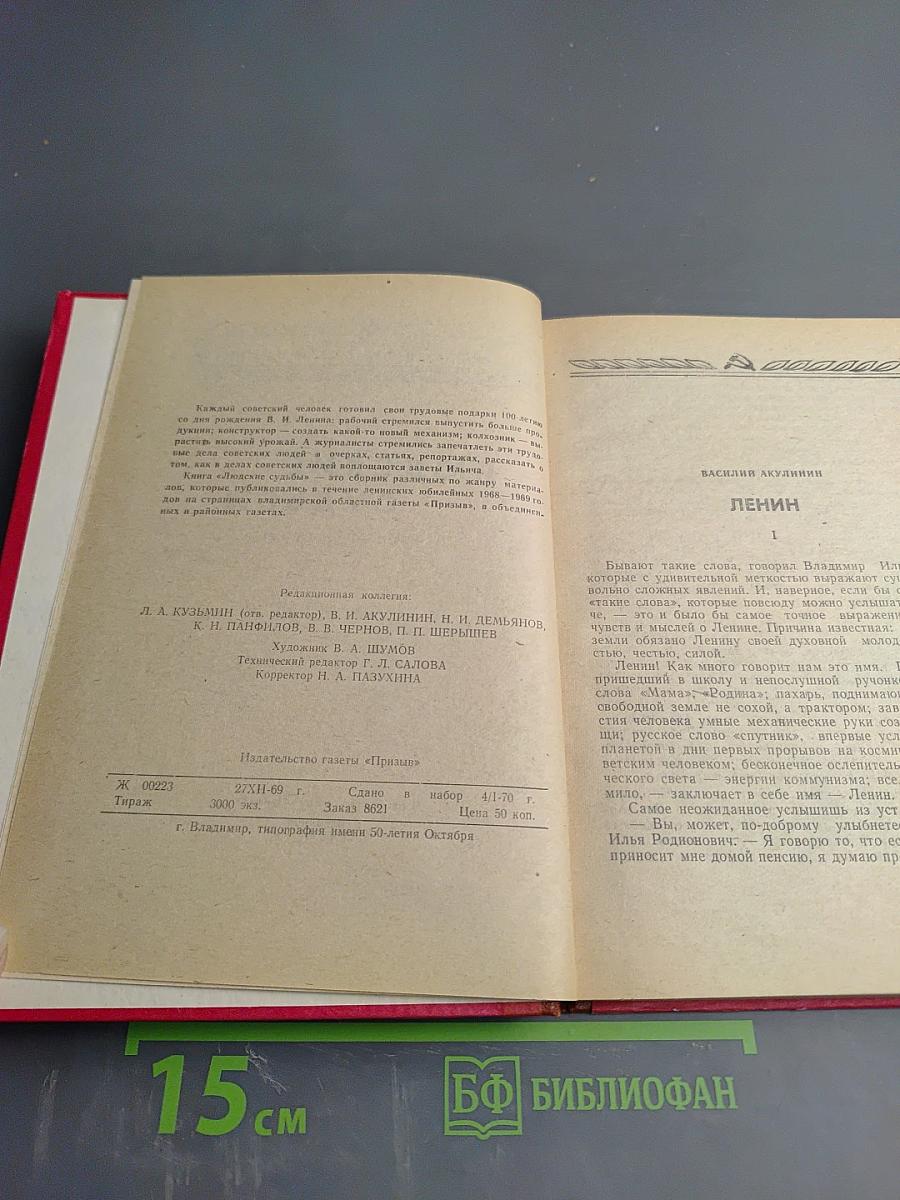 Каждый советский человек готовил свои трудовые подарки 100-летию
со дня рождения В. И. Ленина: рабочий стремился выпустить больше про-
дукции; конструктор — создать какой-то новый механизм; колхозник — вы-
растить высокий урожай. А журналисты стремились запечатлеть эти трудо-
вые дела советских людей в очерках, статьях, репортажах, рассказать о
том, как в делах советских людей воплощаются заветы Ильича.
Книга «Людские судьбы» — это сборник различных по жанру материа-
лов, которые публиковались в течение ленинских юбилейных 1968—1969 го-
дов на страницах владимирской областной газеты «Призыв», в объединен-
ных и районных газетах.
Редакционная коллегия:
Л. А. КУЗЬМИН (отв. редактор), В. И. АКУЛИНИН, Н. И. ДЕМЬЯНОВ,
К. Н. ПАНФИЛОВ, В. В. ЧЕРНОВ, П. П. ШЕРЫШЕВ
Художник В. А. ШУМОВ
Технический редактор Г. Л. САЛОВА
Корректор Н. А. ПАЗУХИНА
Издательство газеты «Призыв»
Ж 00223 27XII-69 г. Сдано в набор 4/I-70 г.
Тираж 3000 экз. Заказ 8621 Цена 50 коп.
г. Владимир, типография имени 50-летия Октября
ВАСИЛИЙ АКУЛИНИН
ЛЕНИН
I
Бывают такие слова, говорил Владимир
которые с удивительной меткостью выражают
вольно сложных явлений. И, наверное, если бы
«такие слова», которые повсюду можно
че, — это и было бы самое точное
чувств и мыслей о Ленине. Причина известная:
земли обязано Ленину своей духовной
стью, честью, силой.
Ленин! Как много говорит нам это имя.
пришедший в школу и непослушной
слова «Мама», «Родина»; пахарь,
свободной земле не сохой, а трактором;
стия человека умные механические руки
щи; русское слово «спутник», впервые
планетой в дни первых прорывов на
ветским человеком; бесконечное
ческого света — энергии коммунизма;
мило, — заключает в себе имя — Ленин.
Самое неожиданное услышишь из уст
— Вы, может, по-доброму
Илья Родионович. — Я говорю то, что
приносит мне домой пенсию, я думаю
15 см
БФ БИБЛИОФАН